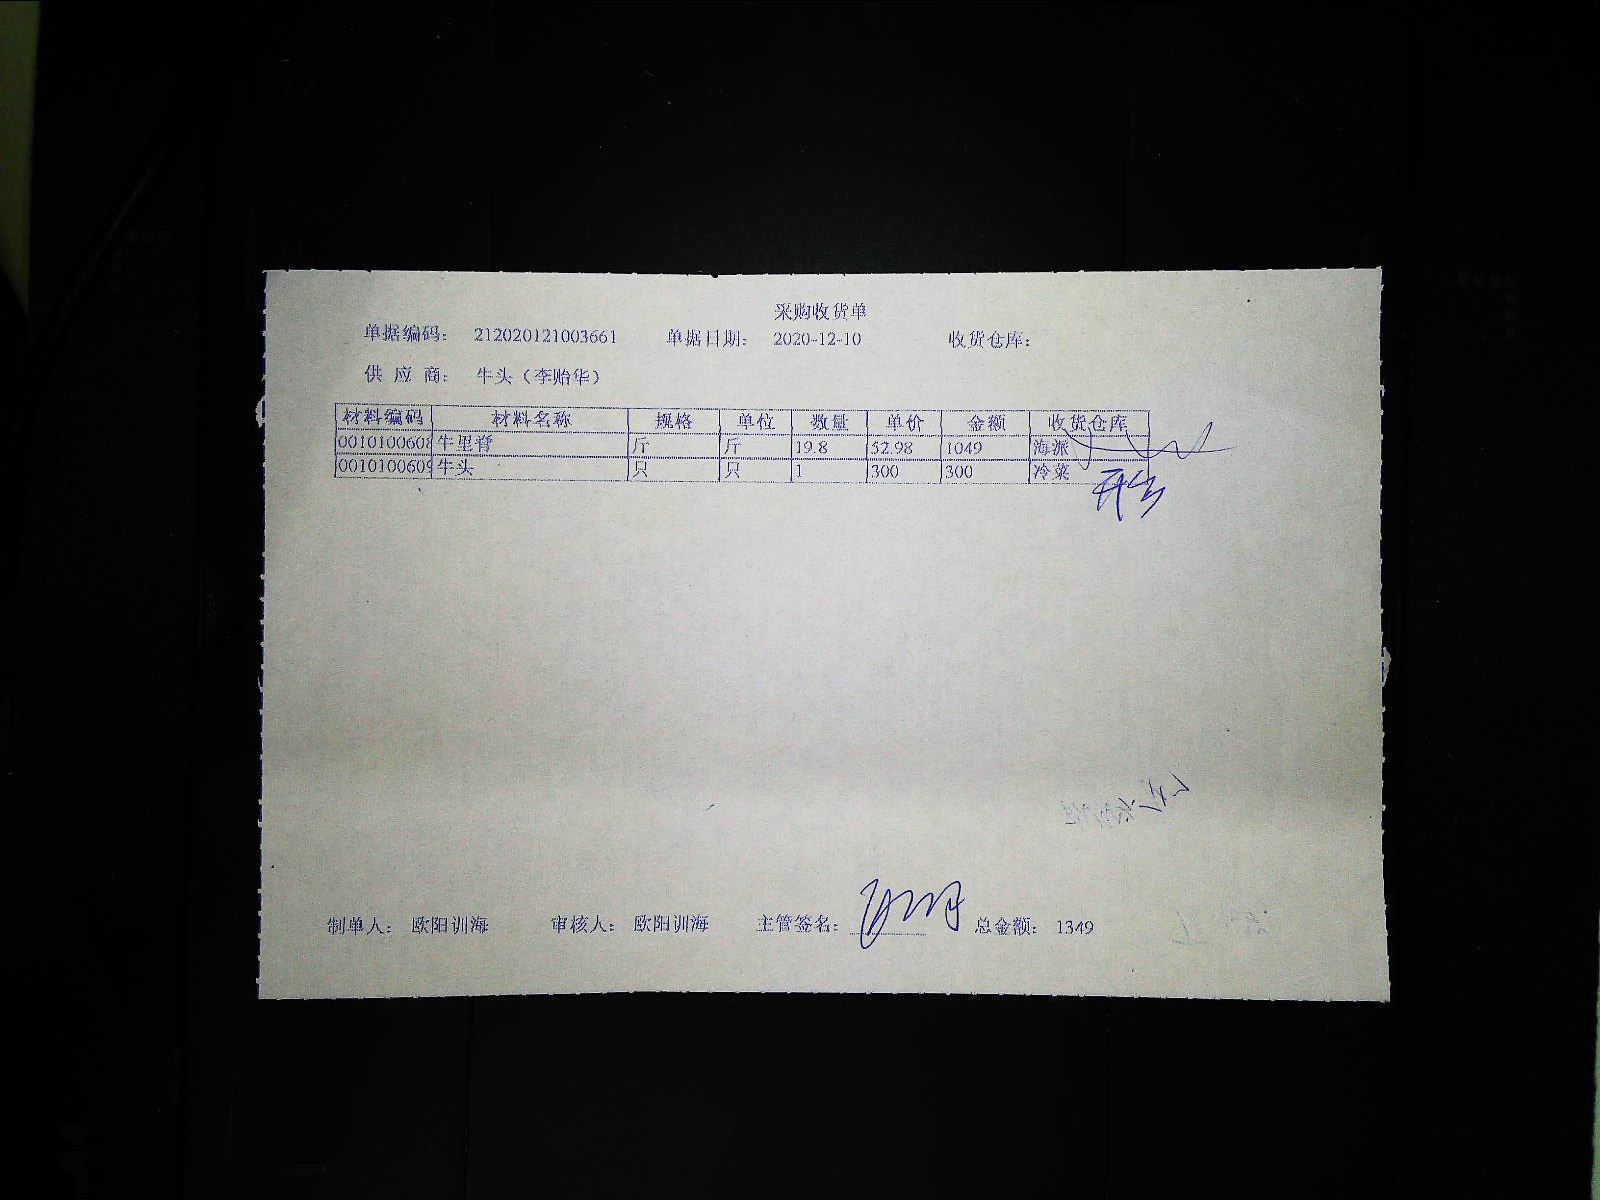 采购收货单
单据编码: 212020121003661 单据日期: 2020-12-10 收货仓库:
供 应 商: 牛头（李贻华）
材料编码 材料名称 规格 单位 数量 单价 金额 收货仓库
0010100608 牛里脊 斤 斤 19.8 52.98 1049 海派
0010100609 牛头 只 只 1 300 300 冷菜
制单人: 欧阳训海 审核人: 欧阳训海 主管签名: 总金额: 1349